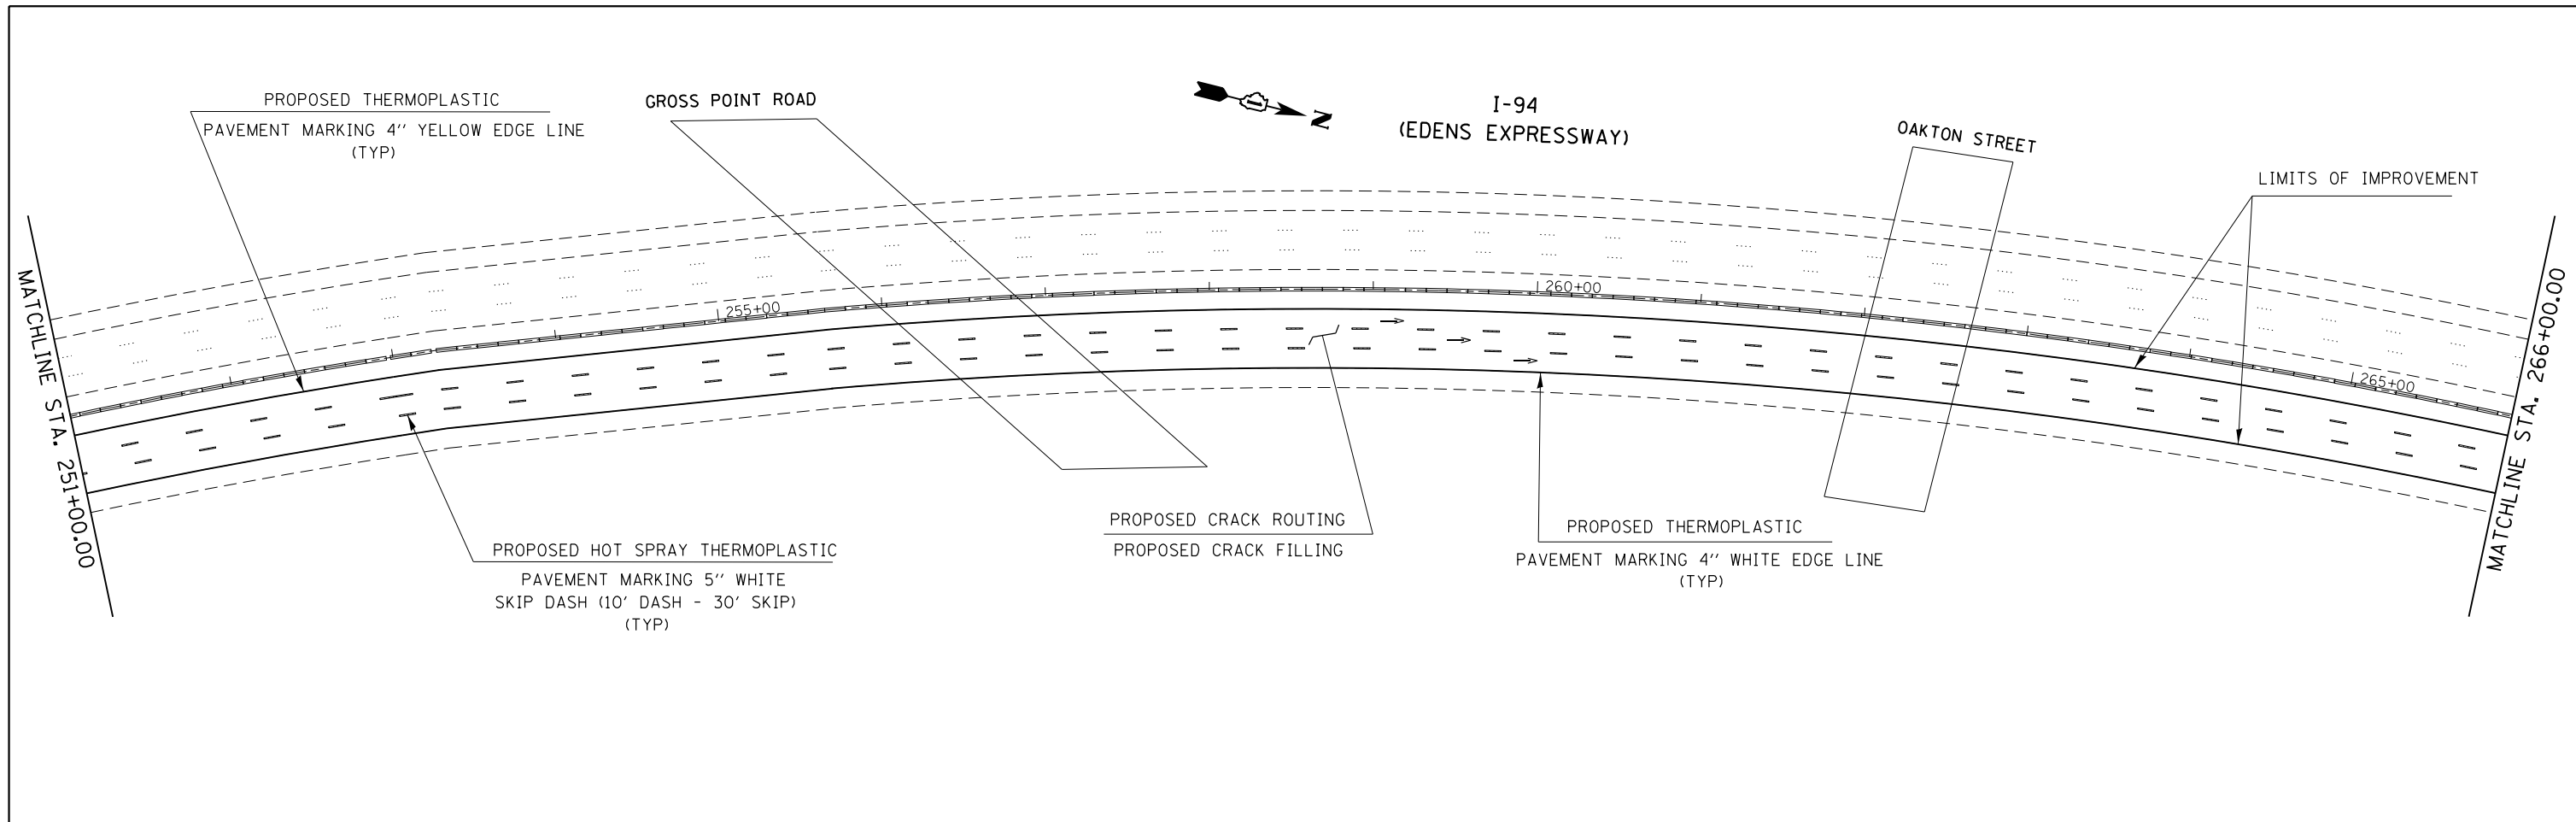 PROPOSED THERMOPLASTIC
PAVEMENT MARKING 4'' YELLOW EDGE LINE
(TYP)
GROSS POINT ROAD
N
I-94
(EDENS EXPRESSWAY)
OAKTON STREET
LIMITS OF IMPROVEMENT
MATCHLINE STA. 251+00.00
255+00
260+00
265+00
MATCHLINE STA. 266+00.00
PROPOSED HOT SPRAY THERMOPLASTIC
PAVEMENT MARKING 5'' WHITE
SKIP DASH (10' DASH - 30' SKIP)
(TYP)
PROPOSED CRACK ROUTING
PROPOSED CRACK FILLING
PROPOSED THERMOPLASTIC
PAVEMENT MARKING 4'' WHITE EDGE LINE
(TYP)